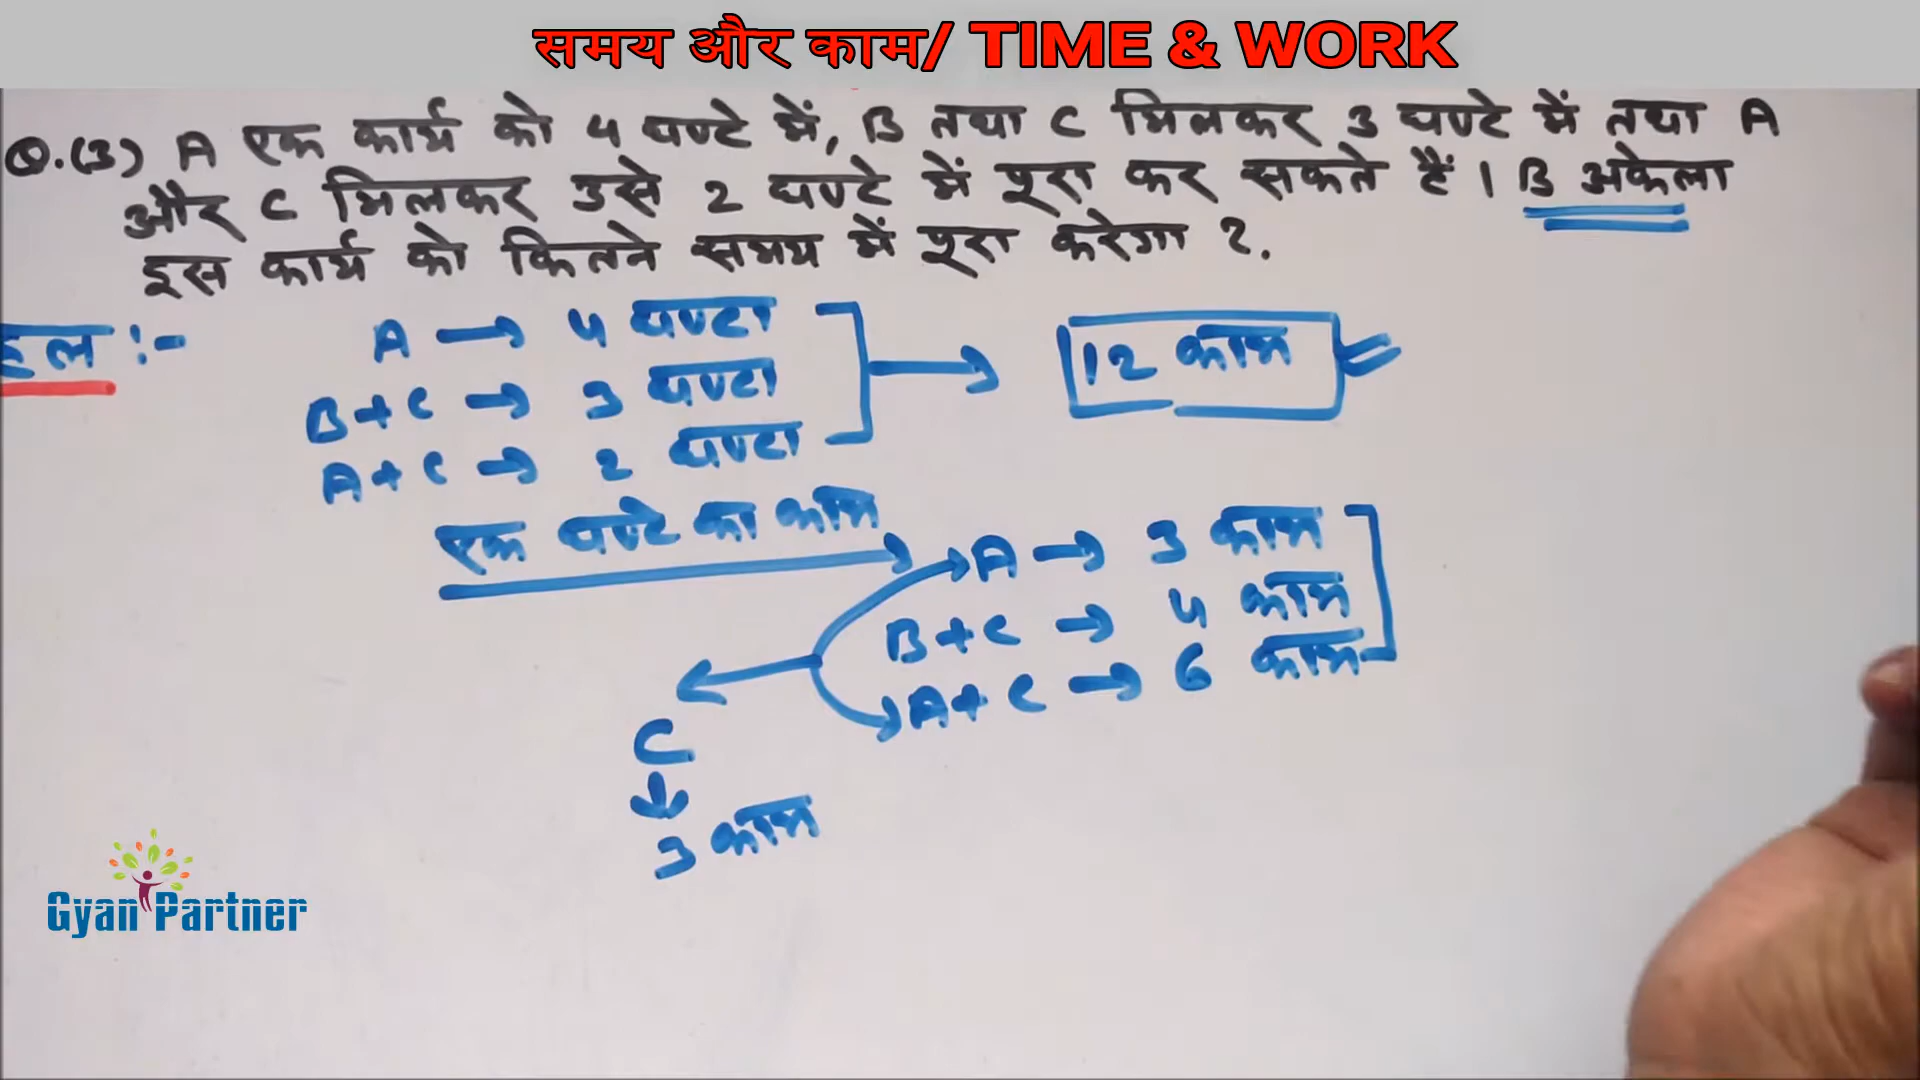 समय और काम/ TIME & WORK
Q.(3) A एक कार्य को 4 घण्टे में, B तथा C मिलकर 3 घण्टे में तथा A
और C मिलकर उसे 2 घण्टे में पूरा कर सकते हैं। B अकेला
इस कार्य को कितने समय में पूरा करेगा ?.
हल :-
A → 4 घण्टा
B+C → 3 घण्टा
A+C → 2 घण्टा
12 काम
एक घण्टे का काम
A → 3 काम
B+C → 4 काम
A+C → 6 काम
C
↓
3 काम
Gyan Partner